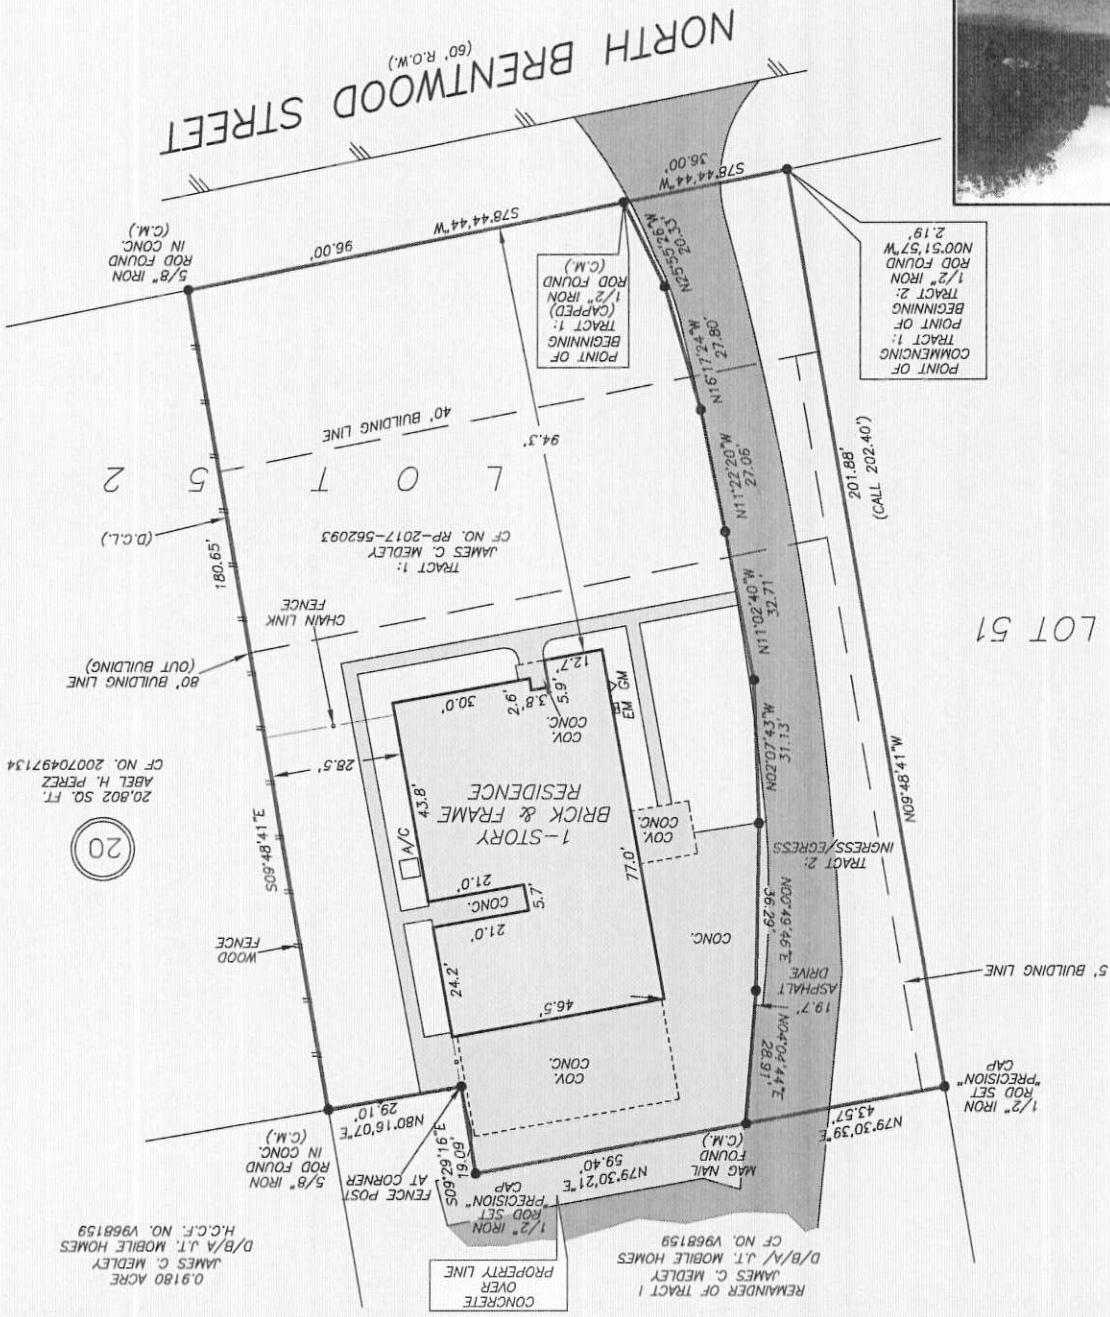 REMAINDER OF TRACT 1
JAMES C. MEDLEY
D/B/A/ J.T. MOBILE HOMES
CF NO. V968159
CONCRETE
OVER
PROPERTY LINE
0.9180 ACRE
JAMES C. MEDLEY
D/B/A J.T. MOBILE HOMES
H.C.C.F. NO. V968159
1/2" IRON
ROD SET
"PRECISION"
CAP
N79°30'39"E
43.57'
MAG NAIL
FOUND
(C.M.)
N79°30'21"E
59.40'
1/2" IRON
ROD SET
"PRECISION"
CAP
S09°29'16"E
19.09'
FENCE POST
AT CORNER
N80°16'07"E
29.10'
5/8" IRON
ROD FOUND
IN CONC.
(C.M.)
5' BUILDING LINE
N04°04'44"E
28.91'
19.7'
ASPHALT
DRIVE
N00°49'46"E
36.29'
TRACT 2:
INGRESS/EGRESS
N02°07'43"W
31.13'
N11°02'40"W
32.71'
N11°22'20"W
27.05'
N16°17'24"W
27.80'
N25°55'26"W
20.33'
CONC.
COV.
CONC.
46.5'
24.2'
21.0'
CONC.
5.7'
21.0'
A/C
77.0'
43.8'
1-STORY
BRICK & FRAME
RESIDENCE
COV.
CONC.
COV.
CONC.
EM GM
12.7'
5.9'
3.8'
2.6'
30.0'
28.5'
WOOD
FENCE
S09°48'41"E
180.65'
20
20,802 SQ. FT.
ABEL H. PEREZ
CF NO. 20070497134
80' BUILDING LINE
(OUT BUILDING)
CHAIN LINK
FENCE
(D.C.L.)
LOT 51
N09°48'41"W
201.88'
(CALL 202.40')
TRACT 1:
JAMES C. MEDLEY
CF NO. RP-2017-562093
LOT 52
94.3'
40' BUILDING LINE
POINT OF
COMMENCING
TRACT 1:
POINT OF
BEGINNING
TRACT 2:
1/2" IRON
ROD FOUND
N00°51'57"W
2.19'
POINT OF
BEGINNING
TRACT 1:
(CAPPED)
1/2" IRON
ROD FOUND
(C.M.)
S78°44'44"W
36.00'
S78°44'44"W
96.00'
5/8" IRON
ROD FOUND
IN CONC.
(C.M.)
NORTH BRENTWOOD STREET
(60' R.O.W.)